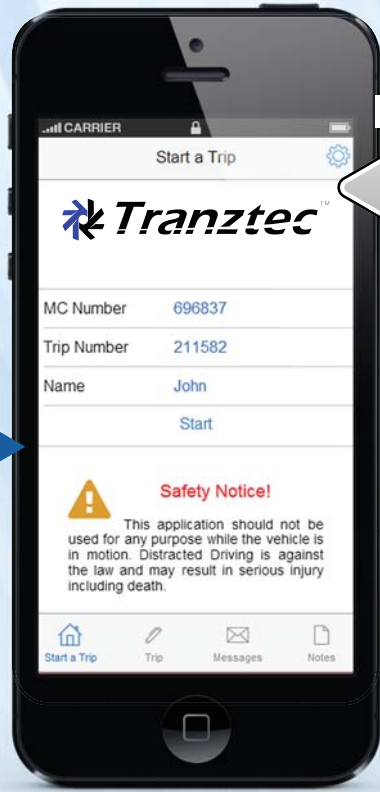 CARRIER
Start a Trip
Tranztec™
MC Number 696837
Trip Number 211582
Name John
Start
Safety Notice!
This application should not be
used for any purpose while the vehicle is
in motion. Distracted Driving is against
the law and may result in serious injury
including death.
Start a Trip Trip Messages Notes